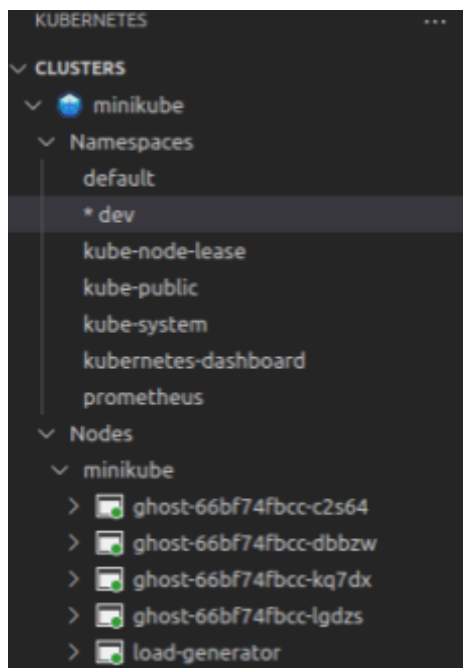 KUBERNETES ...
CLUSTERS
minikube
Namespaces
default
* dev
kube-node-lease
kube-public
kube-system
kubernetes-dashboard
prometheus
Nodes
minikube
ghost-66bf74fbcc-c2s64
ghost-66bf74fbcc-dbbzw
ghost-66bf74fbcc-kq7dx
ghost-66bf74fbcc-lgdzs
load-generator